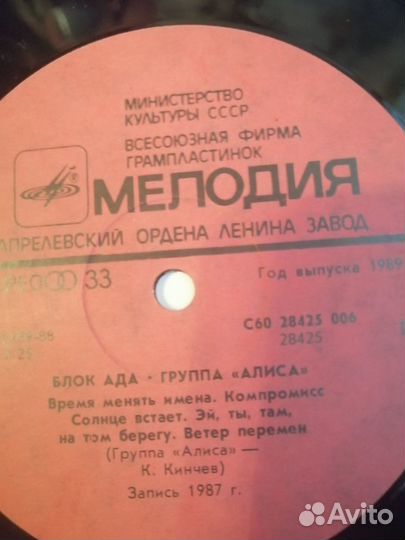 МИНИСТЕРСТВО
КУЛЬТУРЫ СССР
ВСЕСОЮЗНАЯ ФИРМА
ГРАМПЛАСТИНОК
МЕЛОДИЯ
АПРЕЛЕВСКИЙ ОРДЕНА ЛЕНИНА ЗАВОД
33
Год выпуска 1989
С60 28425 006
28425
БЛОК АДА · ГРУППА «АЛИСА»
Время менять имена. Компромисс
Солнце встает. Эй, ты, там,
на том берегу. Ветер перемен
(Группа „Алиса" —
К. Кинчев)
Запись 1987 г.
Avito